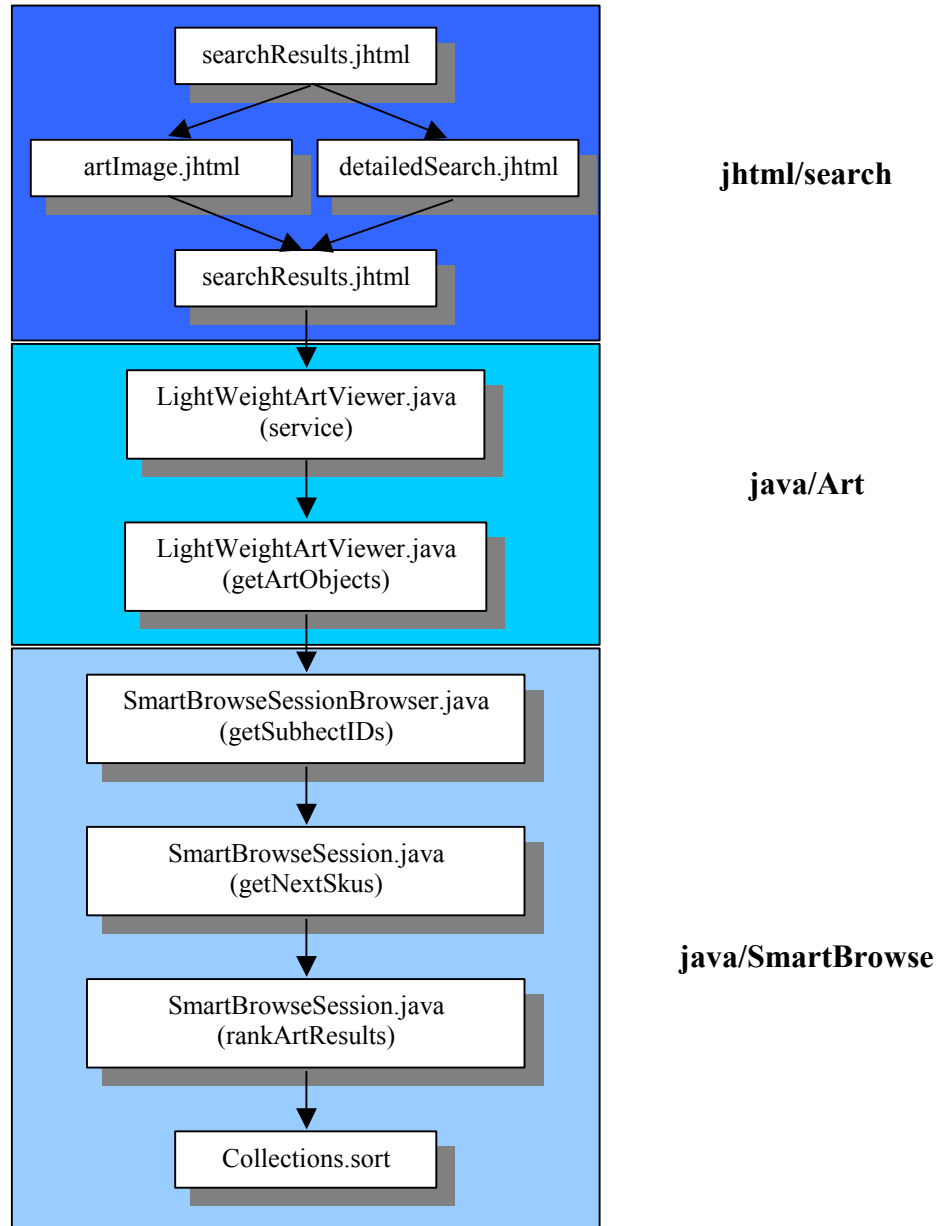 searchResults.jhtml
artImage.jhtml
detailedSearch.jhtml
searchResults.jhtml
jhtml/search
LightWeightArtViewer.java
(service)
LightWeightArtViewer.java
(getArtObjects)
java/Art
SmartBrowseSessionBrowser.java
(getSubhectIDs)
SmartBrowseSession.java
(getNextSkus)
SmartBrowseSession.java
(rankArtResults)
Collections.sort
java/SmartBrowse